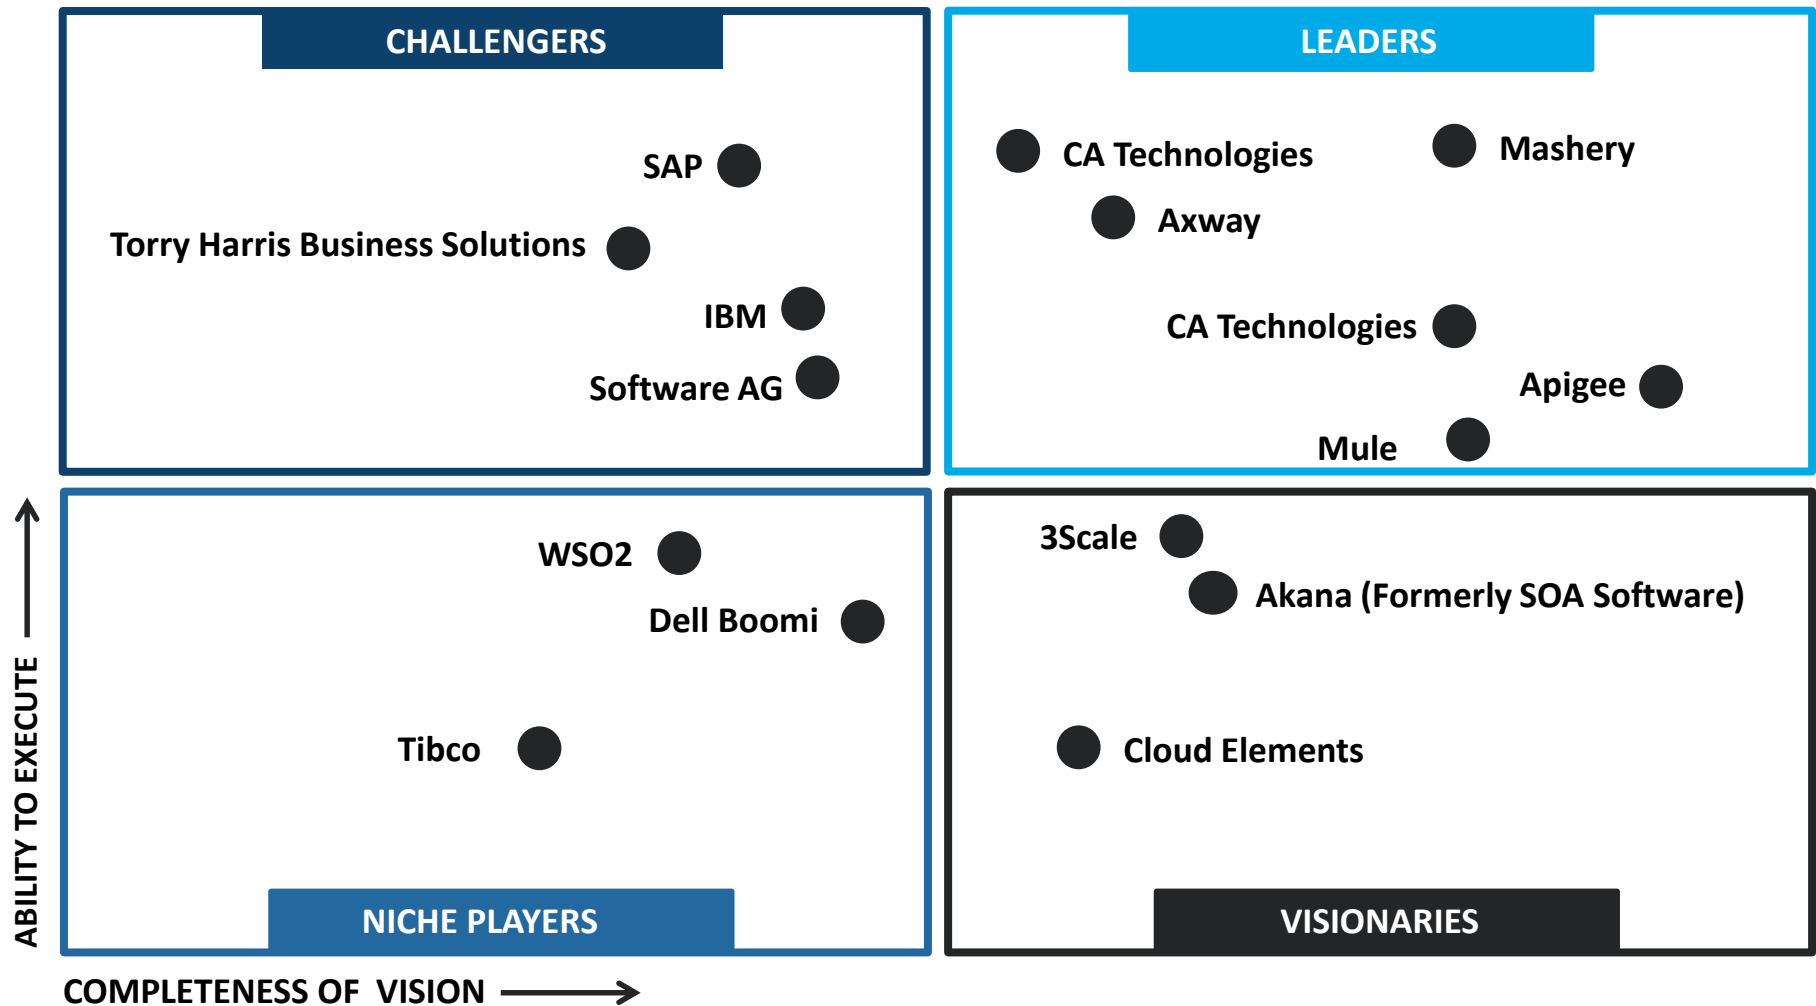 CHALLENGERS
SAP
Torry Harris Business Solutions
IBM
Software AG
LEADERS
CA Technologies
Mashery
Axway
CA Technologies
Apigee
Mule
WSO2
Dell Boomi
Tibco
NICHE PLAYERS
3Scale
Akana (Formerly SOA Software)
Cloud Elements
VISIONARIES
ABILITY TO EXECUTE
COMPLETENESS OF VISION